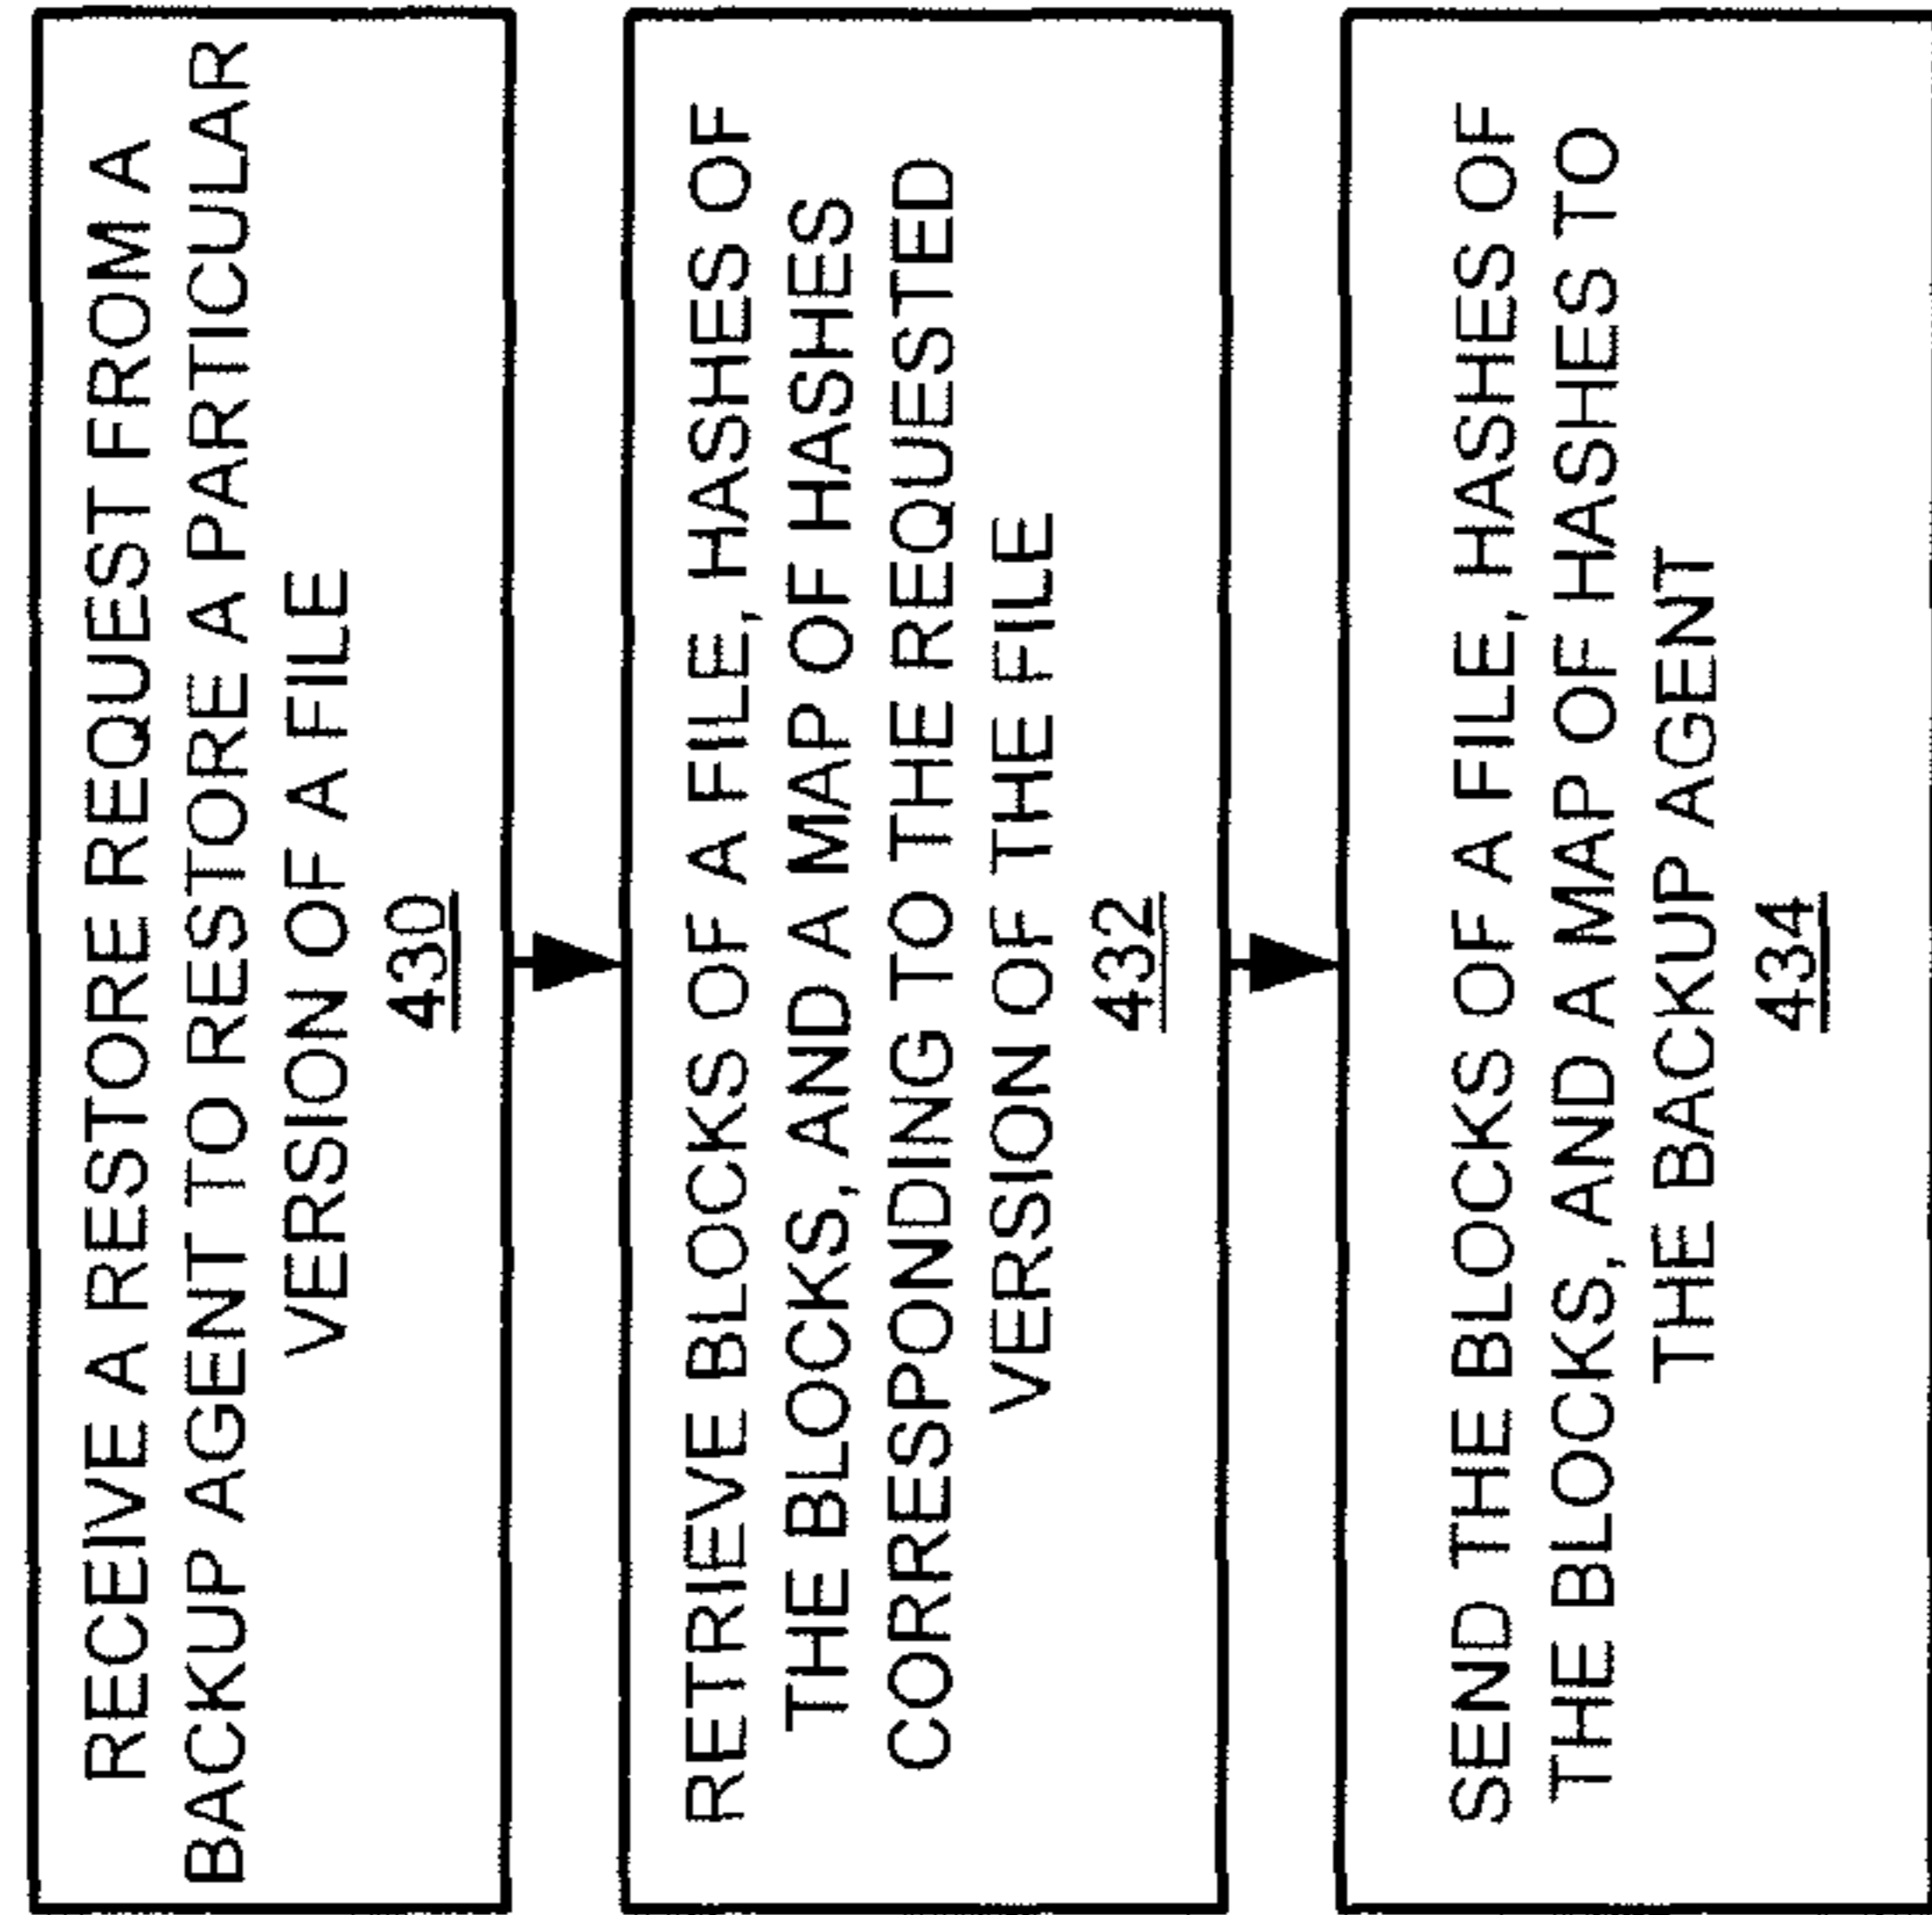 RECEIVE A RESTORE REQUEST FROM A
BACKUP AGENT TO RESTORE A PARTICULAR
VERSION OF A FILE
430
RETRIEVE BLOCKS OF A FILE, HASHES OF
THE BLOCKS, AND A MAP OF HASHES
CORRESPONDING TO THE REQUESTED
VERSION OF THE FILE
432
SEND THE BLOCKS OF A FILE, HASHES OF
THE BLOCKS, AND A MAP OF HASHES TO
THE BACKUP AGENT
434